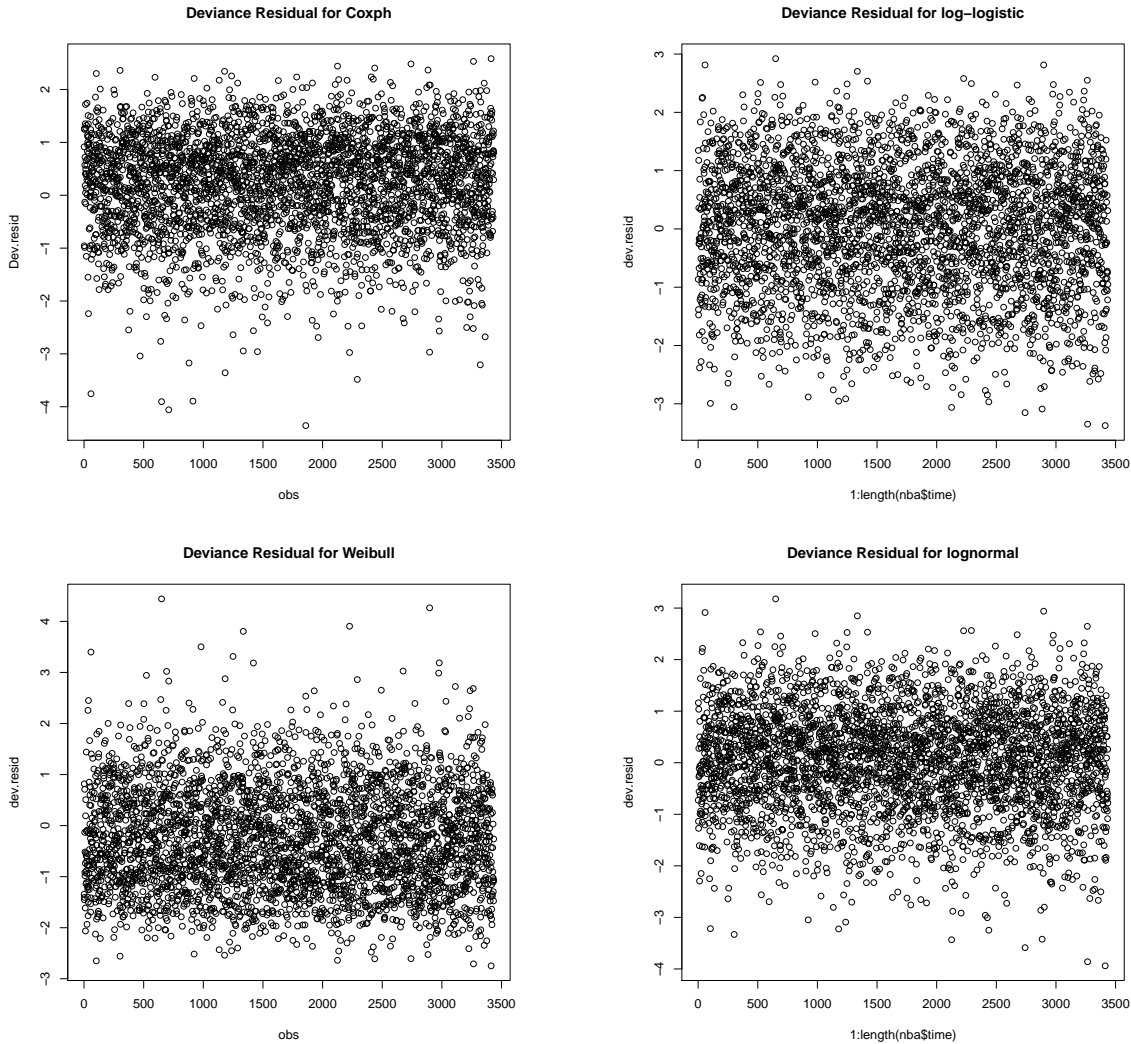 Deviance Residual for Coxph
Dev.resid
2
1
0
−1
−2
−3
−4
0 500 1000 1500 2000 2500 3000 3500
obs
Deviance Residual for log−logistic
dev.resid
3
2
1
0
−1
−2
−3
0 500 1000 1500 2000 2500 3000 3500
1:length(nba$time)
Deviance Residual for Weibull
dev.resid
4
3
2
1
0
−1
−2
−3
0 500 1000 1500 2000 2500 3000 3500
obs
Deviance Residual for lognormal
dev.resid
3
2
1
0
−1
−2
−3
−4
0 500 1000 1500 2000 2500 3000 3500
1:length(nba$time)